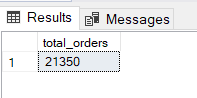 Results Messages
total_orders
1 21350